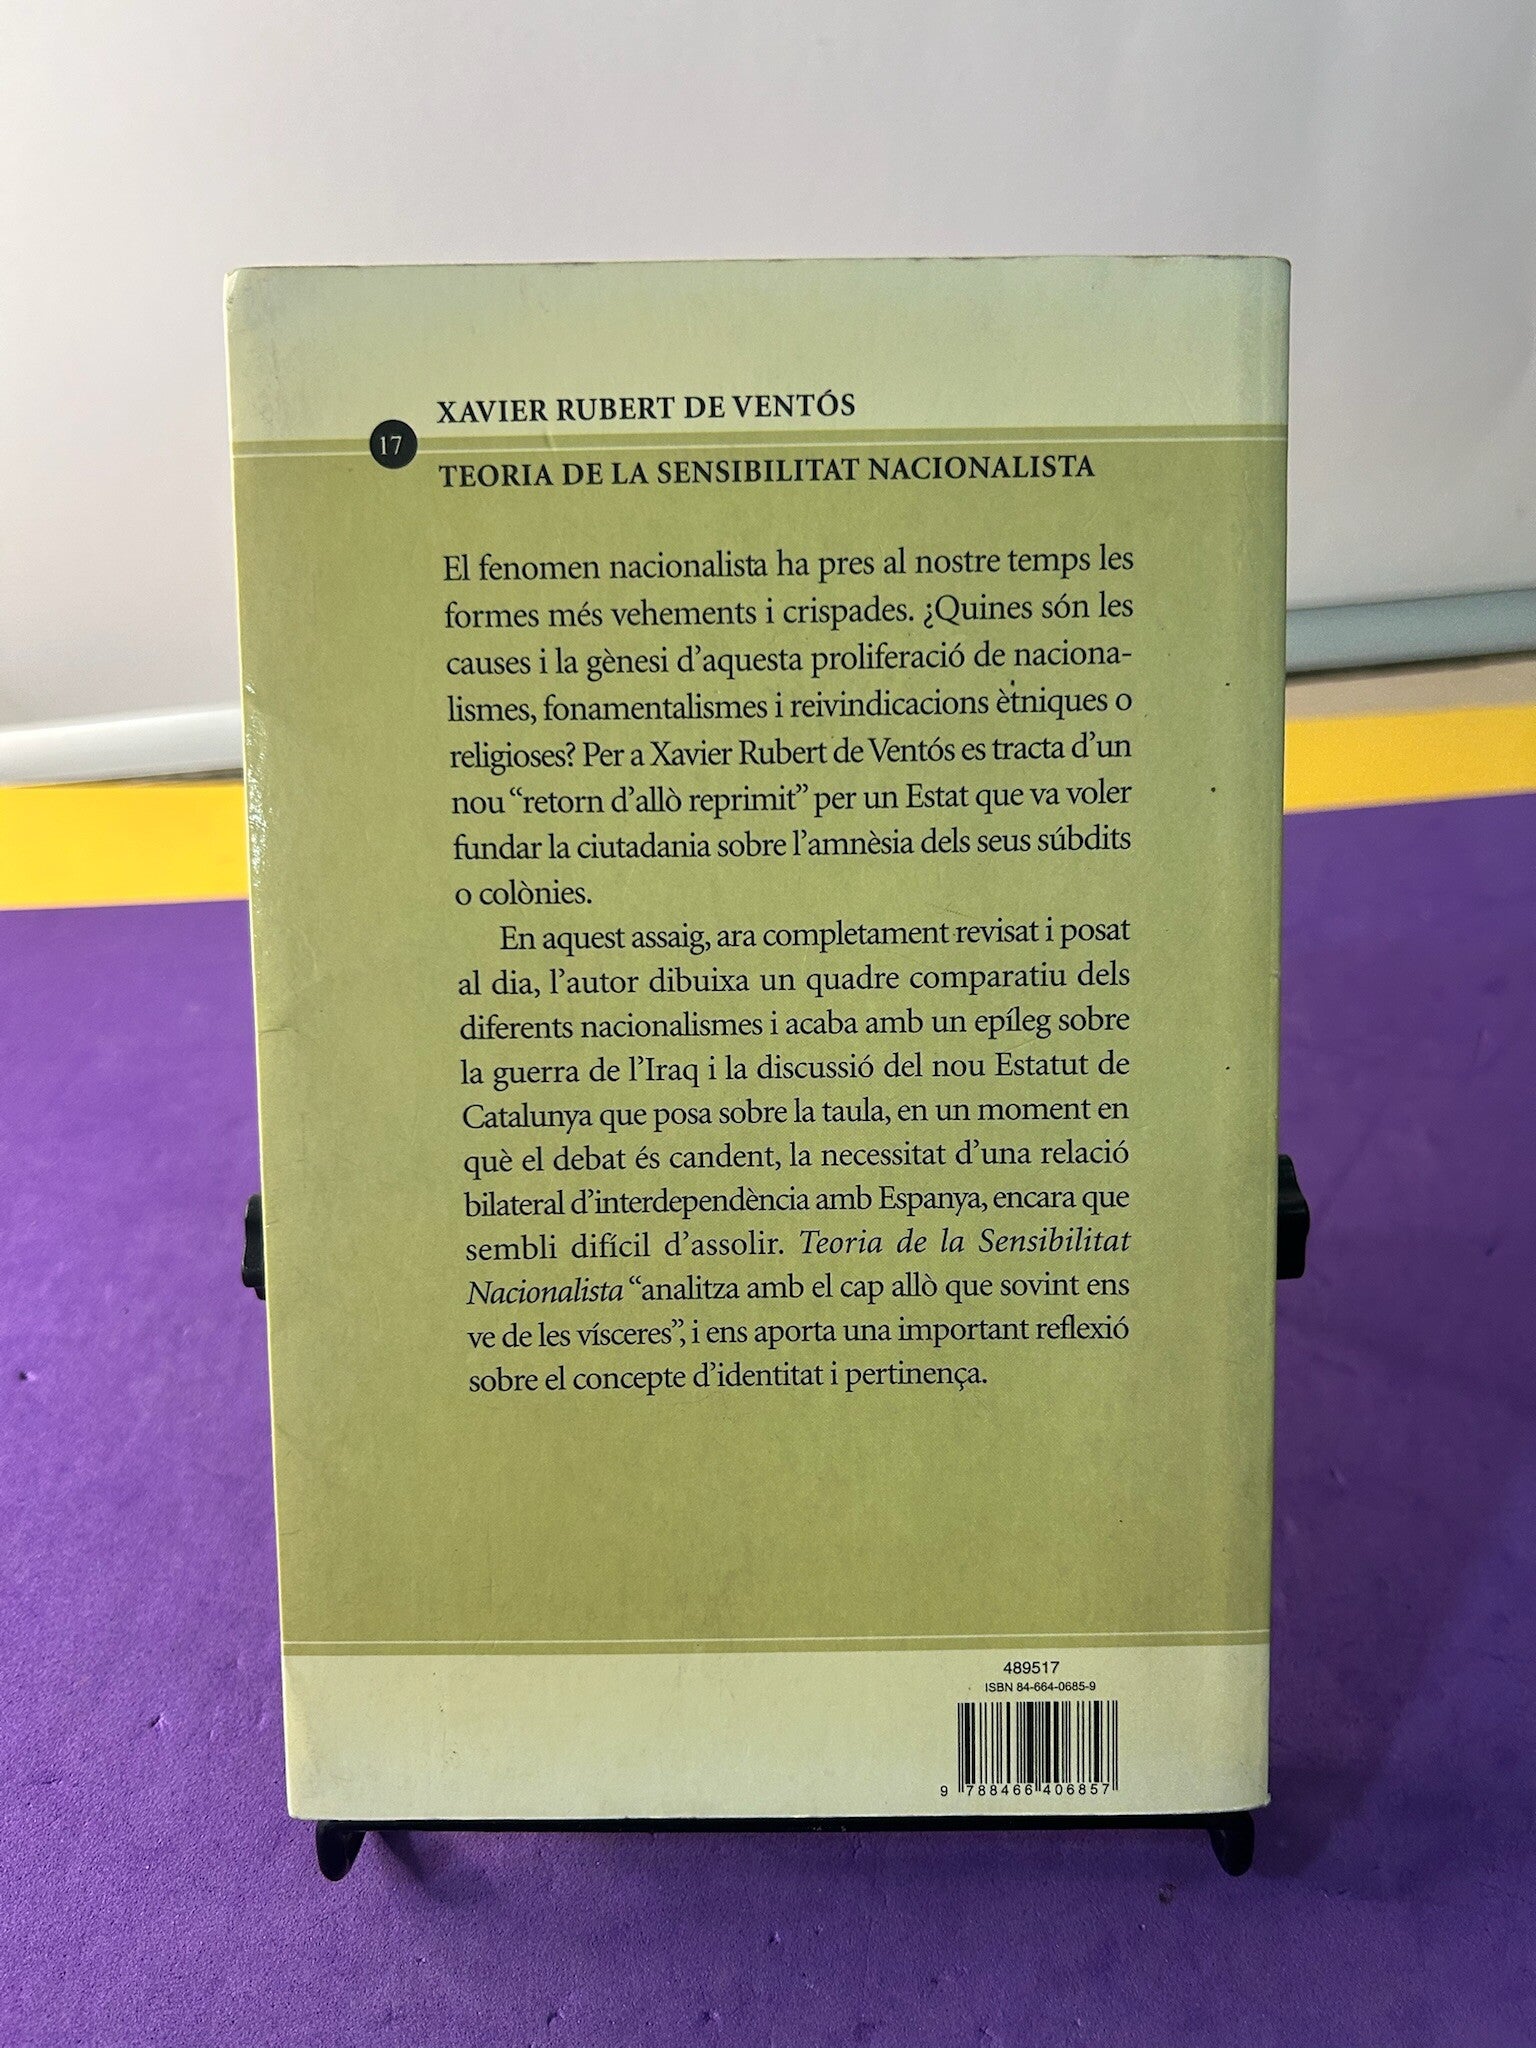 XAVIER RUBERT DE VENTÓS
17
TEORIA DE LA SENSIBILITAT NACIONALISTA
El fenomen nacionalista ha pres al nostre temps les
formes més vehements i crispades. ¿Quines són les
causes i la gènesi d’aquesta proliferació de naciona-
lismes, fonamentalismes i reivindicacions ètniques o
religioses? Per a Xavier Rubert de Ventós es tracta d’un
nou “retorn d’allò reprimit” per un Estat que va voler
fundar la ciutadania sobre l’amnèsia dels seus súbdits
o colònies.
En aquest assaig, ara completament revisat i posat
al dia, l’autor dibuixa un quadre comparatiu dels
diferents nacionalismes i acaba amb un epíleg sobre
la guerra de l’Iraq i la discussió del nou Estatut de
Catalunya que posa sobre la taula, en un moment en
què el debat és candent, la necessitat d’una relació
bilateral d’interdependència amb Espanya, encara que
sembli difícil d’assolir. Teoria de la Sensibilitat
Nacionalista “analitza amb el cap allò que sovint ens
ve de les vísceres”, i ens aporta una important reflexió
sobre el concepte d’identitat i pertinença.
489517
ISBN 84-664-0685-9
9 788466 406857